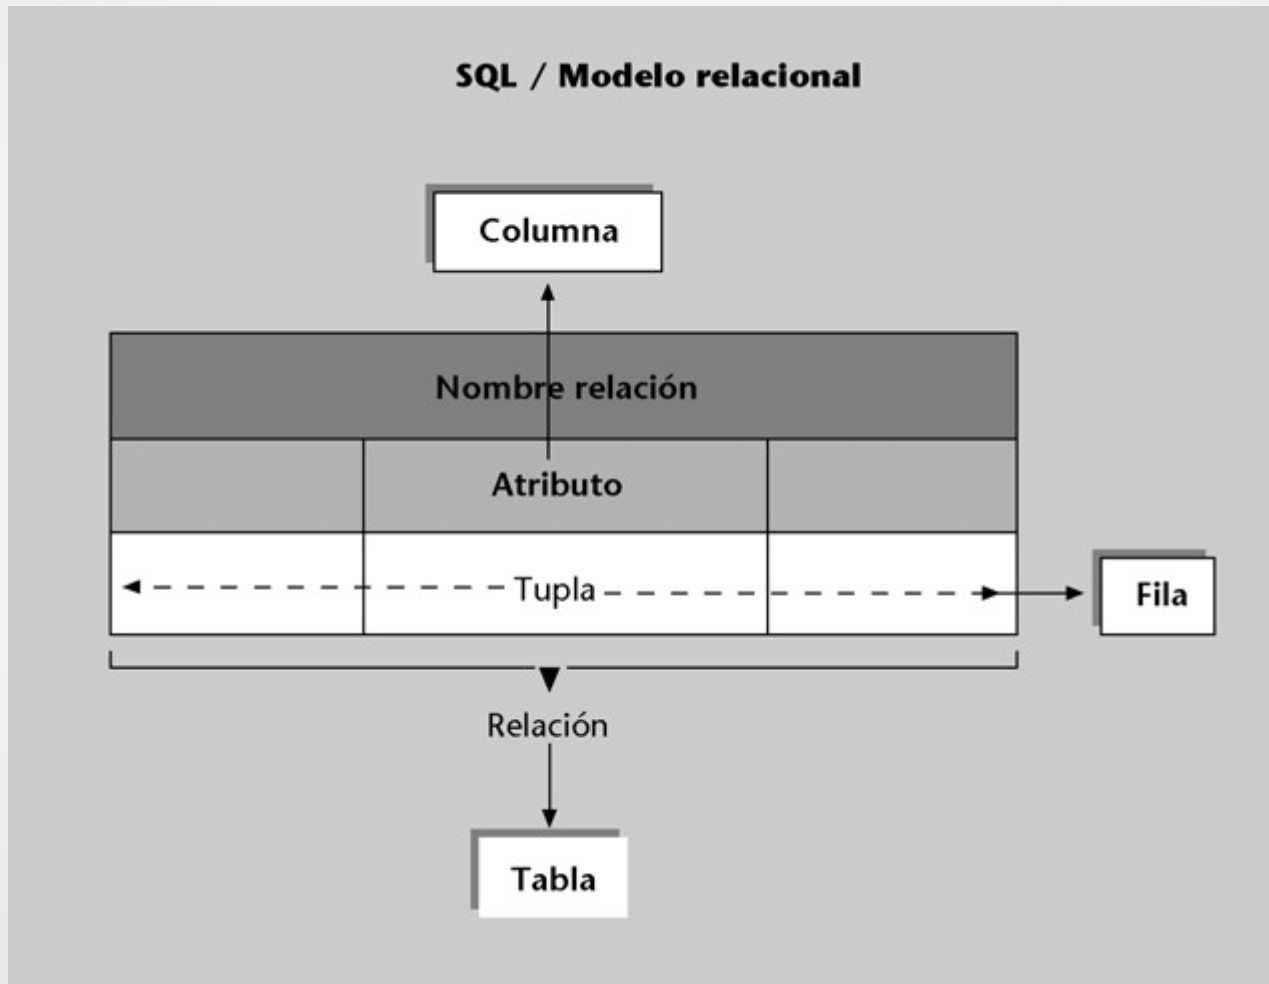 SQL / Modelo relacional
Columna
Nombre relación
Atributo
Tupla
Fila
Relación
Tabla